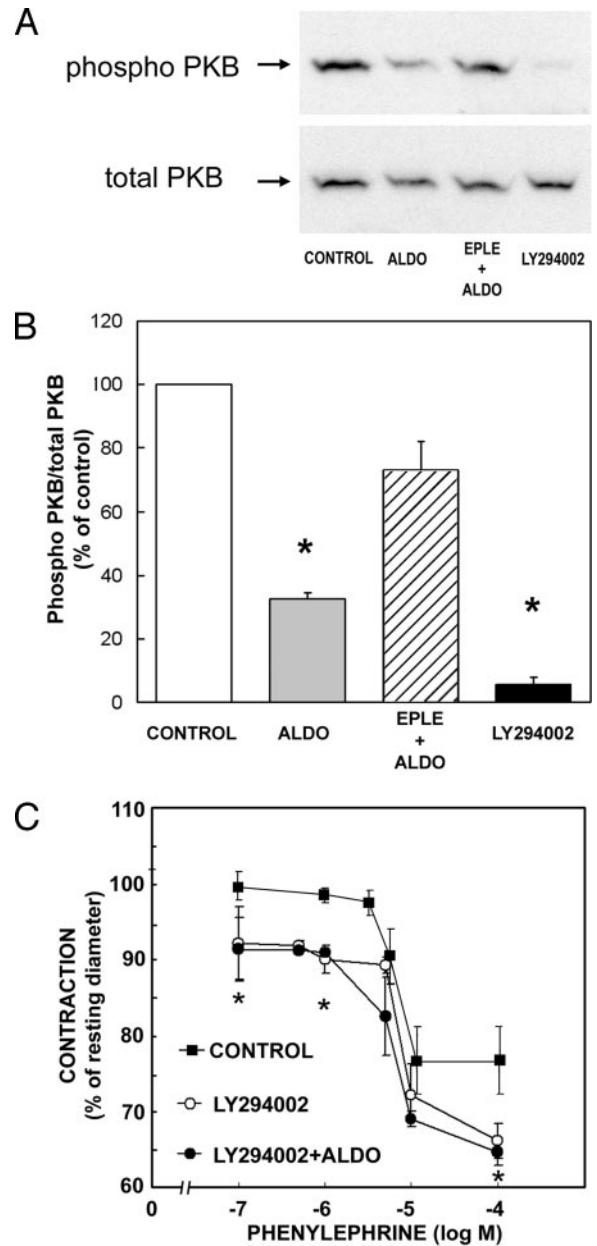 A
phospho PKB
total PKB
CONTROL ALDO EPLE + ALDO LY294002
B
Phospho PKB/total PKB
(% of control)
120
100
80
60
40
20
0
*
*
CONTROL ALDO EPLE + ALDO LY294002
C
CONTRACTION
(% of resting diameter)
110
100
90
80
70
60
* *
CONTROL
LY294002
LY294002+ALDO
*
0 -7 -6 -5 -4
PHENYLEPHRINE (log M)